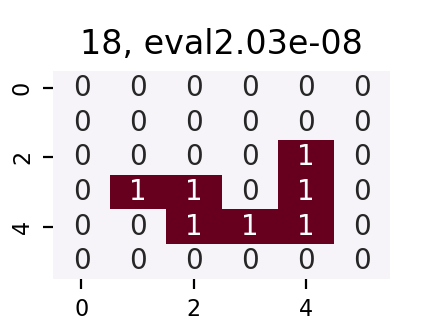 18, eval2.03e-08
0 0 0 0 0 0 0
0 0 0 0 0 0
2 0 0 0 0 1 0
0 1 1 0 1 0
4 0 0 1 1 1 0
0 0 0 0 0 0
0 2 4